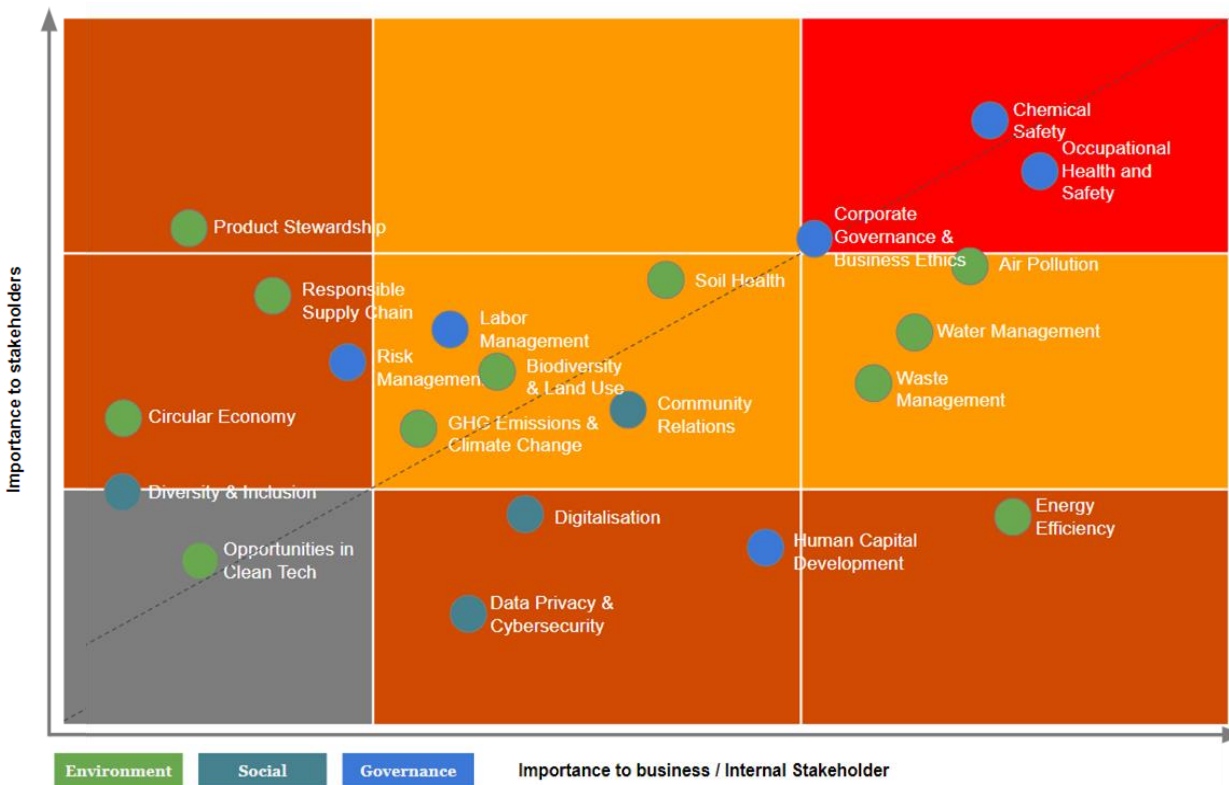 Importance to stakeholders
Chemical
Safety
Occupational
Health and
Safety
Corporate
Governance &
Business Ethics
Product Stewardship
Air Pollution
Soil Health
Responsible
Supply Chain
Labor
Management
Water Management
Risk
Management
Biodiversity
& Land Use
Waste
Management
Circular Economy
GHG Emissions &
Climate Change
Community
Relations
Diversity & Inclusion
Digitalisation
Energy
Efficiency
Opportunities in
Clean Tech
Human Capital
Development
Data Privacy &
Cybersecurity
Environment
Social
Governance
Importance to business / Internal Stakeholder